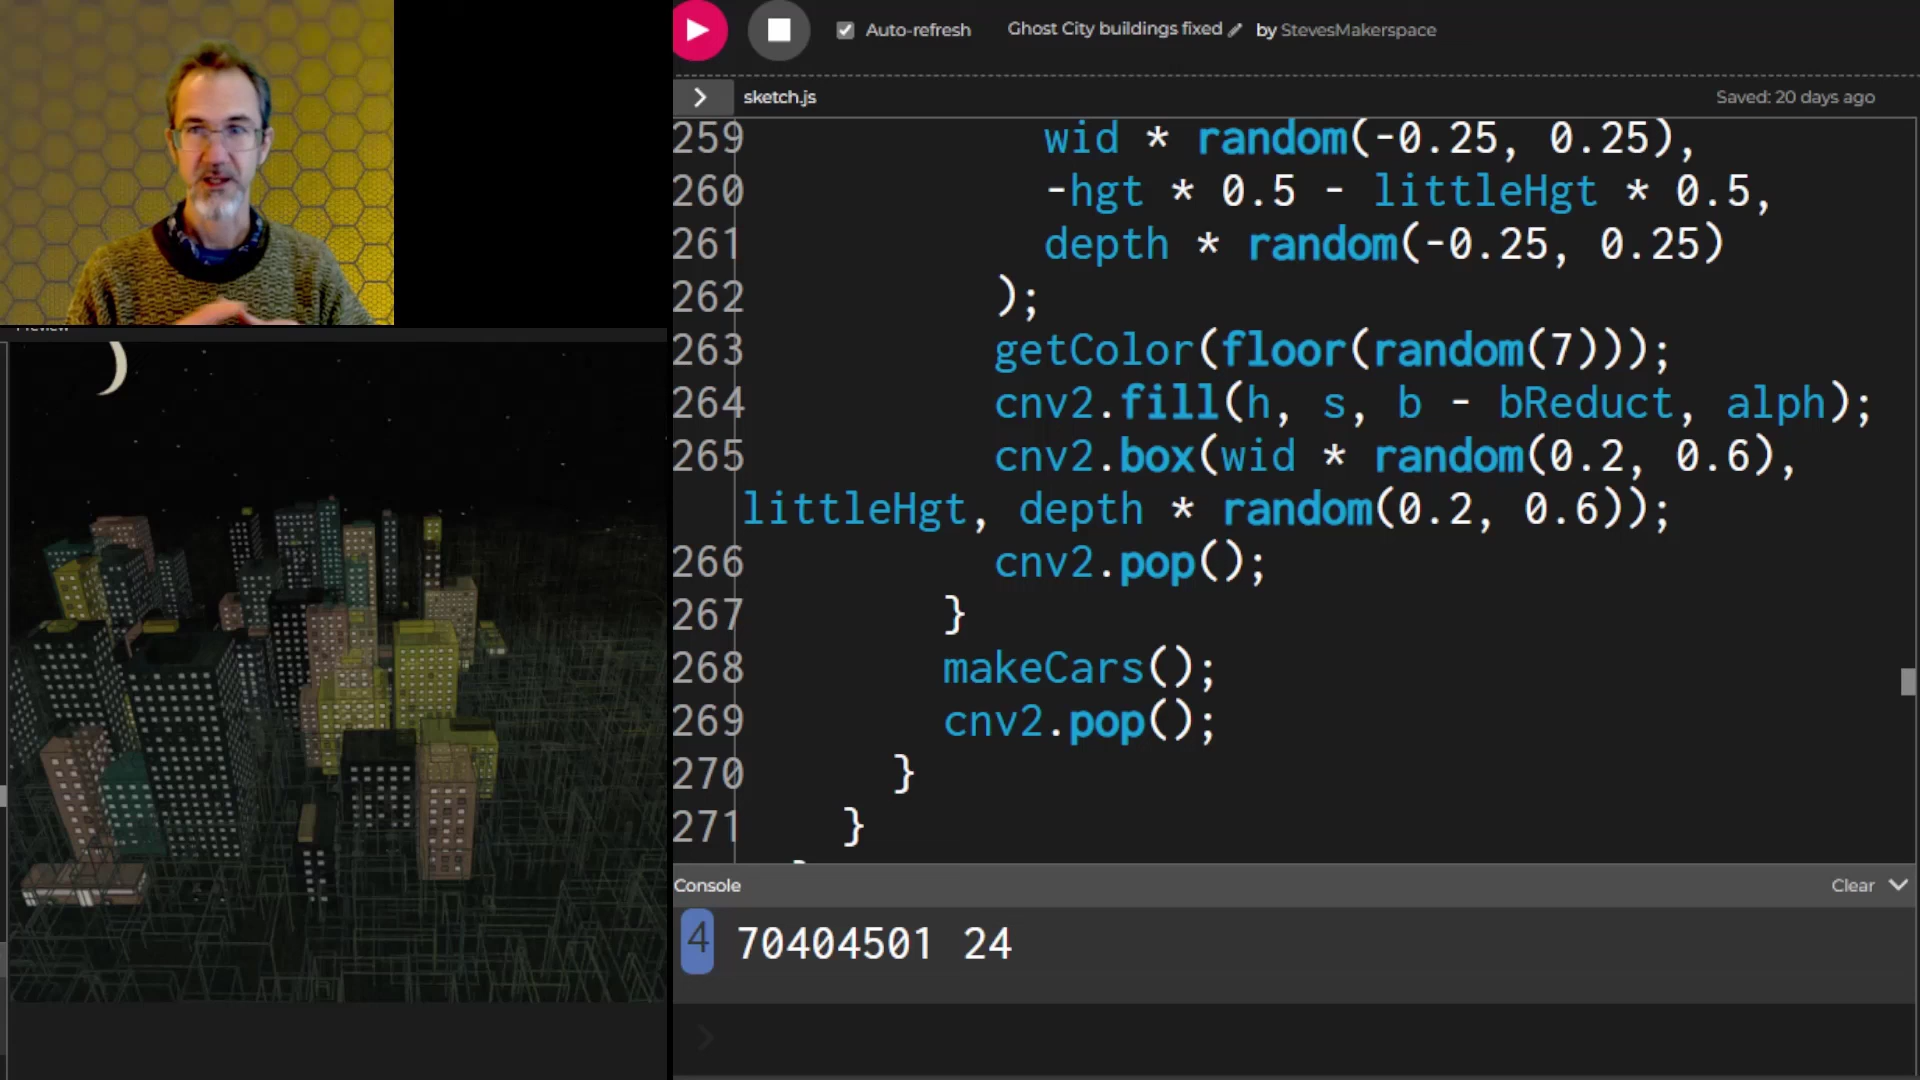 Auto-refresh
Ghost City buildings fixed by StevesMakerspace
sketch.js
Saved: 20 days ago
259 wid * random(-0.25, 0.25),
260 -hgt * 0.5 - littleHgt * 0.5,
261 depth * random(-0.25, 0.25)
262 );
263 getColor(floor(random(7)));
264 cnv2.fill(h, s, b - bReduct, alph);
265 cnv2.box(wid * random(0.2, 0.6),
littleHgt, depth * random(0.2, 0.6));
266 cnv2.pop();
267 }
268 makeCars();
269 cnv2.pop();
270 }
271 }
Console
Clear
4 70404501 24
Preview